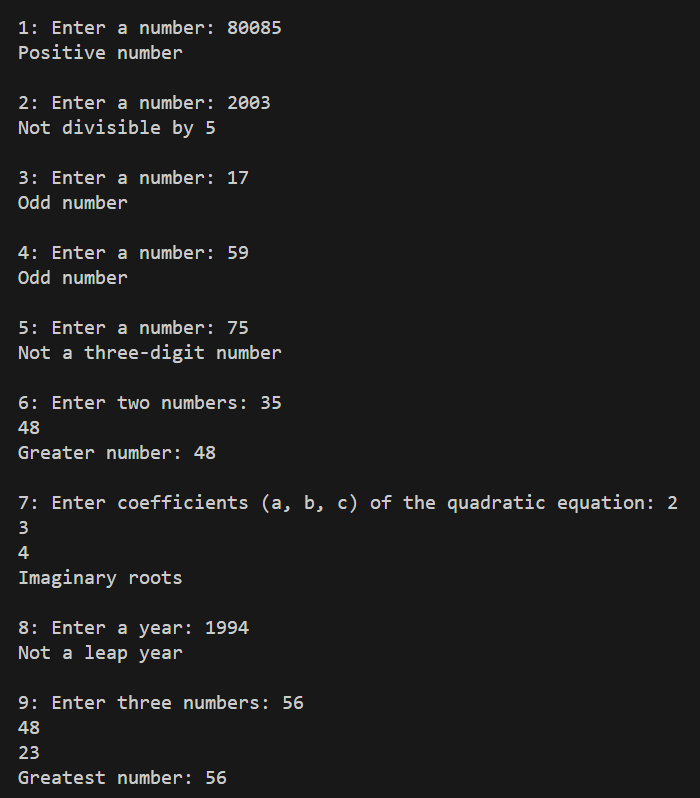 1: Enter a number: 80085
Positive number
2: Enter a number: 2003
Not divisible by 5
3: Enter a number: 17
Odd number
4: Enter a number: 59
Odd number
5: Enter a number: 75
Not a three-digit number
6: Enter two numbers: 35
48
Greater number: 48
7: Enter coefficients (a, b, c) of the quadratic equation: 2
3
4
Imaginary roots
8: Enter a year: 1994
Not a leap year
9: Enter three numbers: 56
48
23
Greatest number: 56